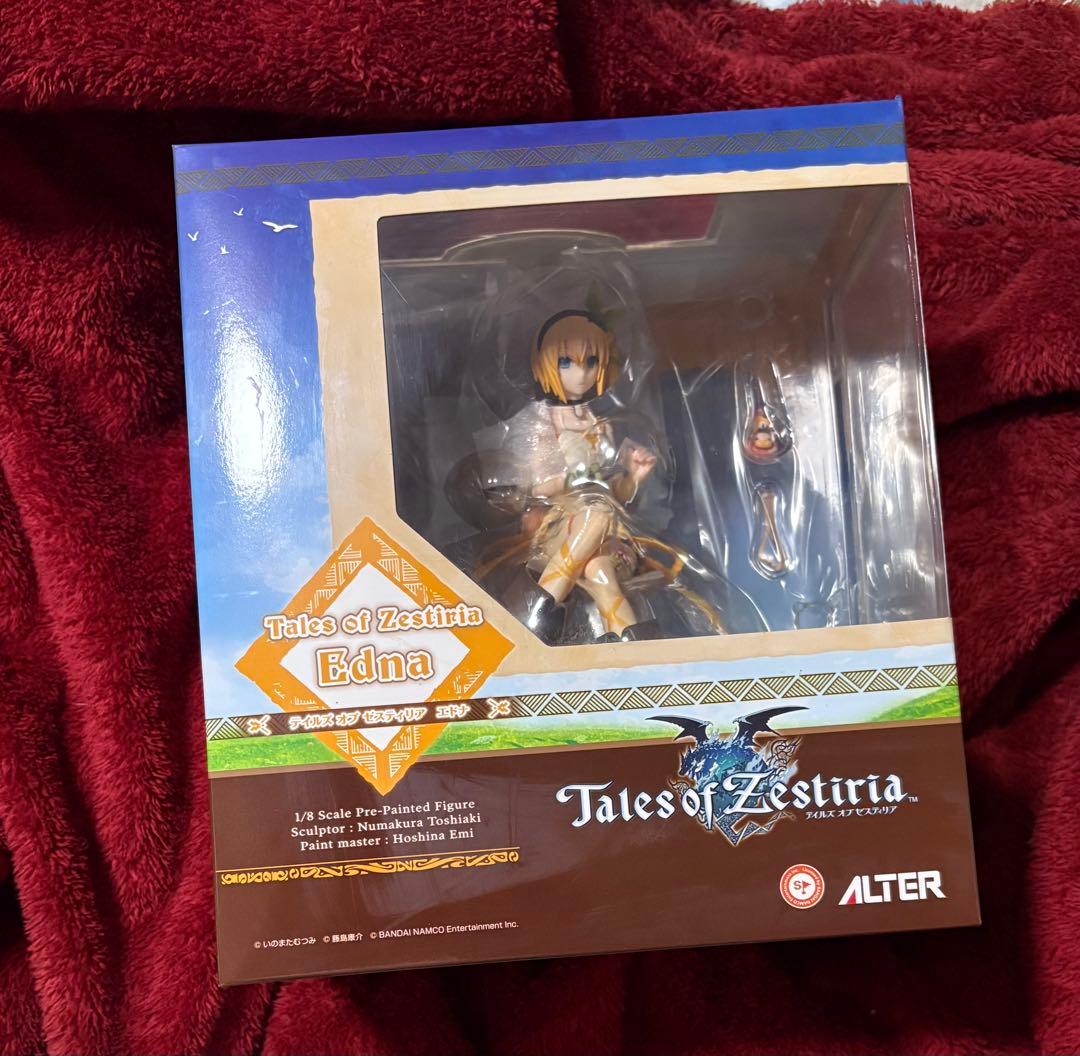 Tales of Zestiria
Edna
テイルズ オブ ゼスティリア エドナ
1/8 Scale Pre-Painted Figure
Sculptor : Numakura Toshiaki
Paint master : Hoshina Emi
Tales of Zestiria™
テイルズ オブ ゼスティリア
ALTER
© いのまたむつみ © 藤島康介 © BANDAI NAMCO Entertainment Inc.